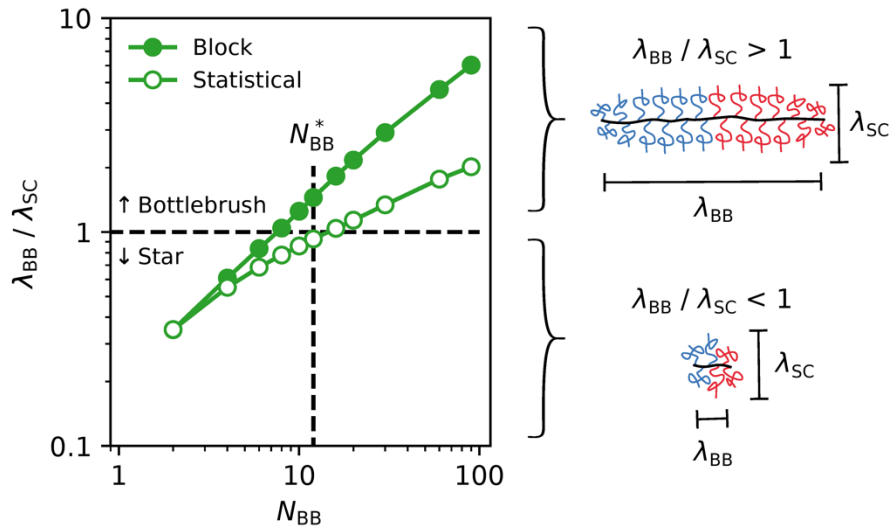 10
Block
Statistical
N*BB
↑ Bottlebrush
1
↓ Star
0.1
λBB / λSC
1
10
100
NBB
λBB / λSC > 1
λSC
λBB
λBB / λSC < 1
λSC
λBB